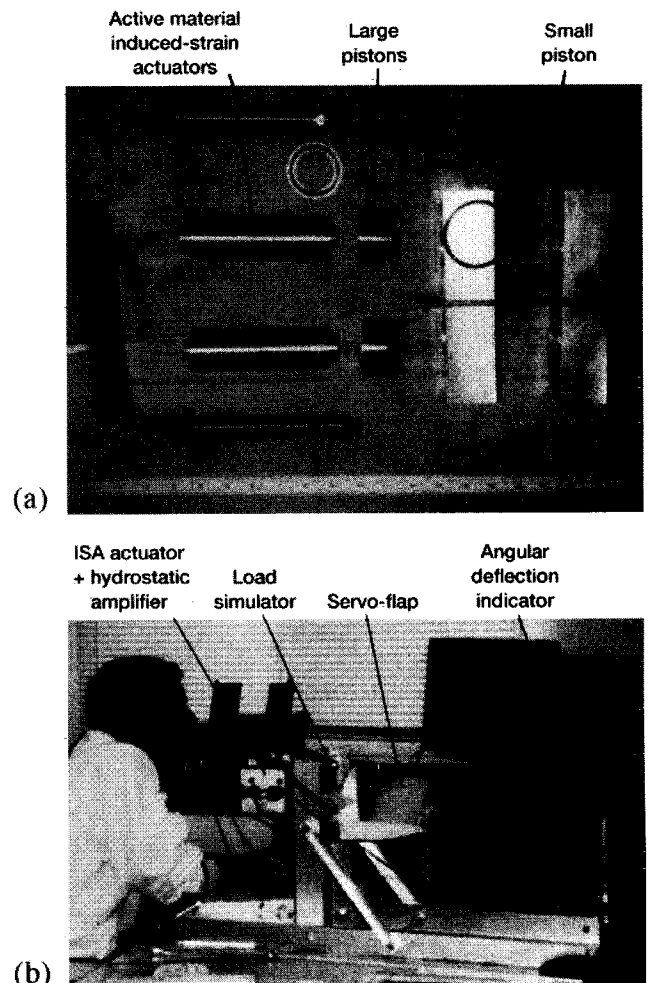 Active material
induced-strain
actuators
Large
pistons
Small
piston
(a)
ISA actuator
+ hydrostatic
amplifier
Load
simulator
Servo-flap
Angular
deflection
indicator
(b)